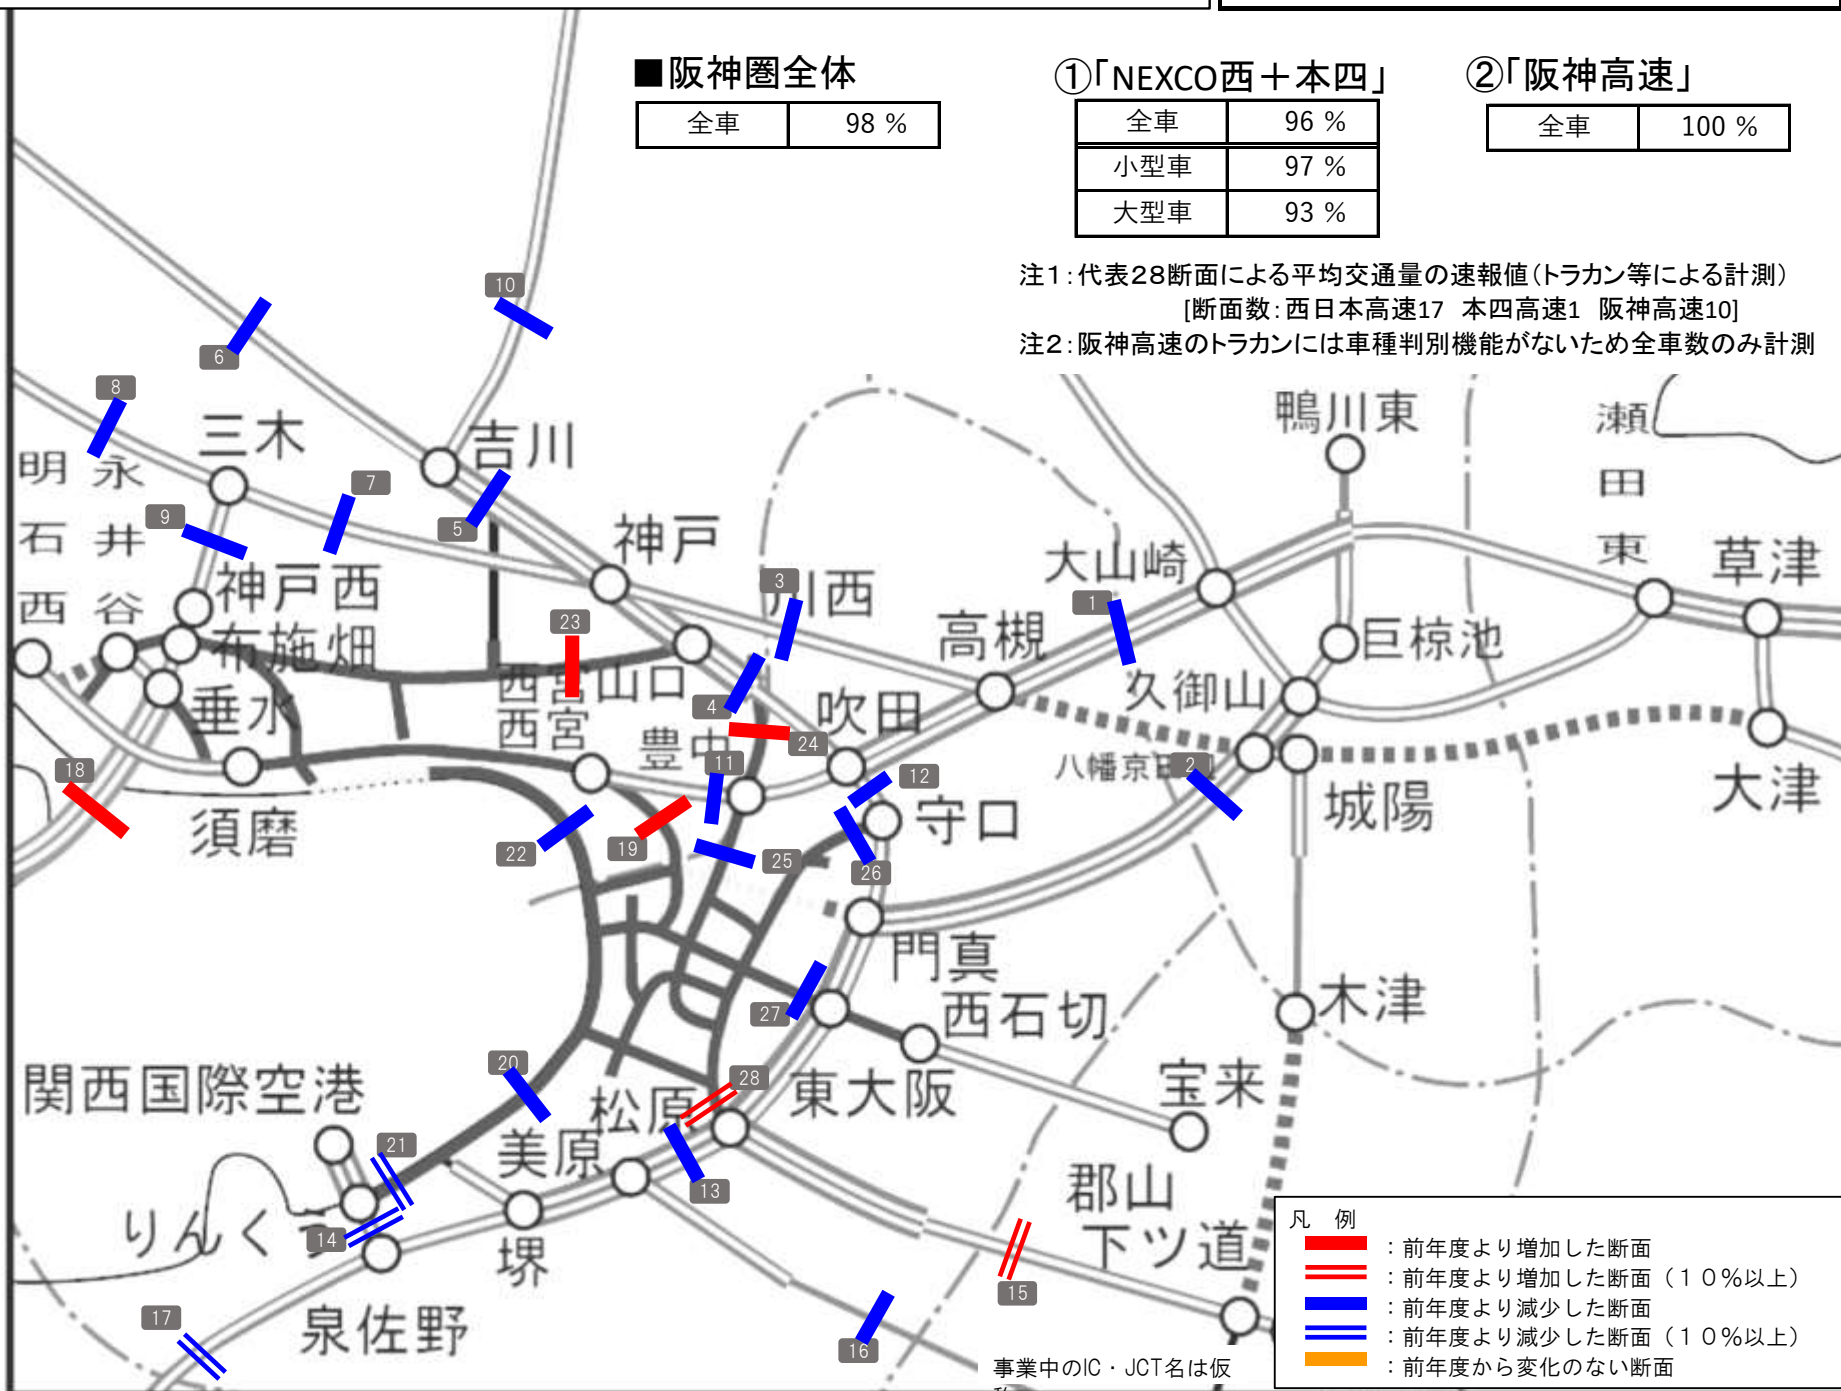 ■阪神圏全体
全車 98 %
①「NEXCO西＋本四」
全車 96 %
小型車 97 %
大型車 93 %
②「阪神高速」
全車 100 %
注1：代表28断面による平均交通量の速報値（トラカン等による計測）
[断面数：西日本高速17 本四高速1 阪神高速10]
注2：阪神高速のトラカンには車種判別機能がないため全車数のみ計測
10
6
8
三木
吉川
鴨川東
瀬田東
明石西
永井谷
7
9
5
神戸
大山崎
草津
神戸西
3
川西
1
高槻
23
布施畑
巨椋池
西宮山口
久御山
垂水
4
吹田
西宮
豊中
24
11
12
2
18
大津
須磨
守口
城陽
22
19
25
26
門真
27
西石切
木津
20
関西国際空港
28
松原
東大阪
宝来
21
美原
13
郡山
りんくう
14
堺
下ツ道
15
17
泉佐野
16
事業中のIC・JCT名は仮
凡 例
：前年度より増加した断面
：前年度より増加した断面（１０％以上）
：前年度より減少した断面
：前年度より減少した断面（１０％以上）
：前年度から変化のない断面